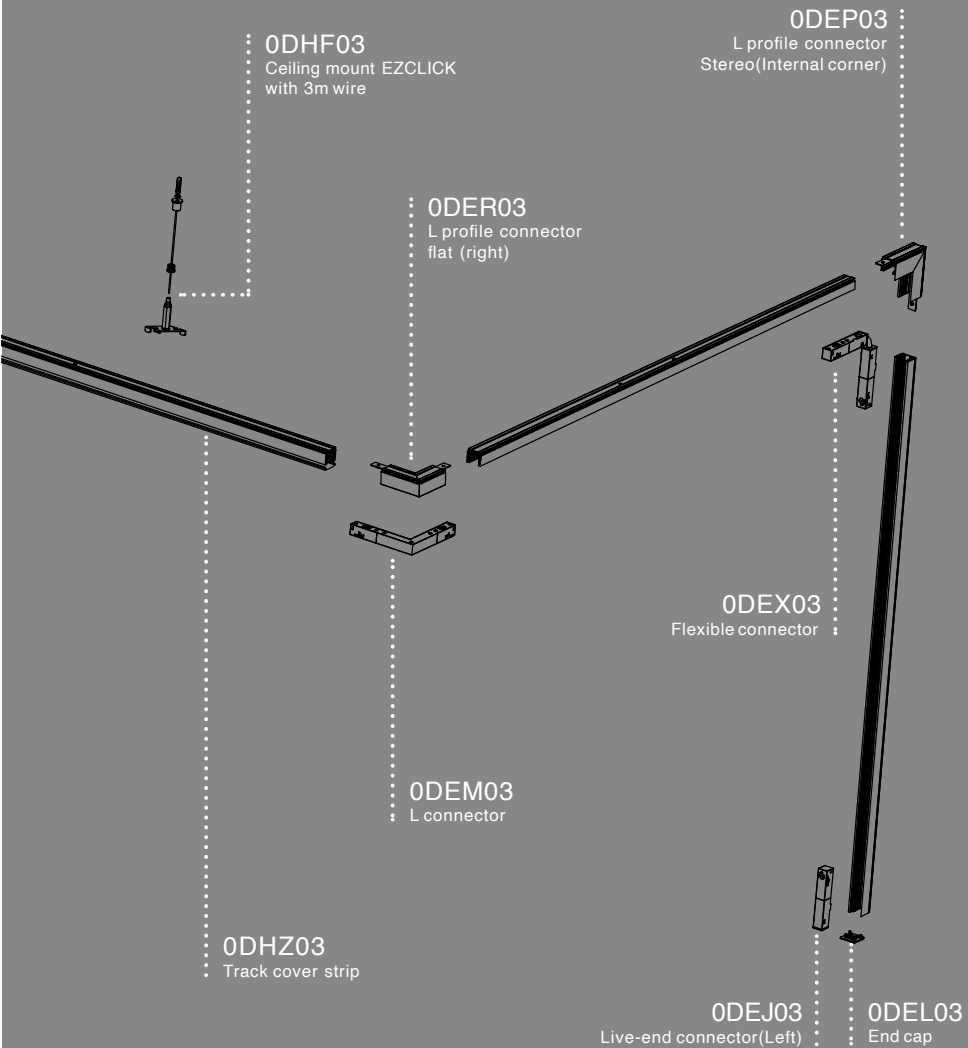 0DHF03
Ceiling mount EZCLICK
with 3m wire
0DEP03
L profile connector
Stereo(Internal corner)
0DER03
L profile connector
flat (right)
0DEX03
Flexible connector
0DEM03
L connector
0DHZ03
Track cover strip
0DEJ03
Live-end connector(Left)
0DEL03
End cap